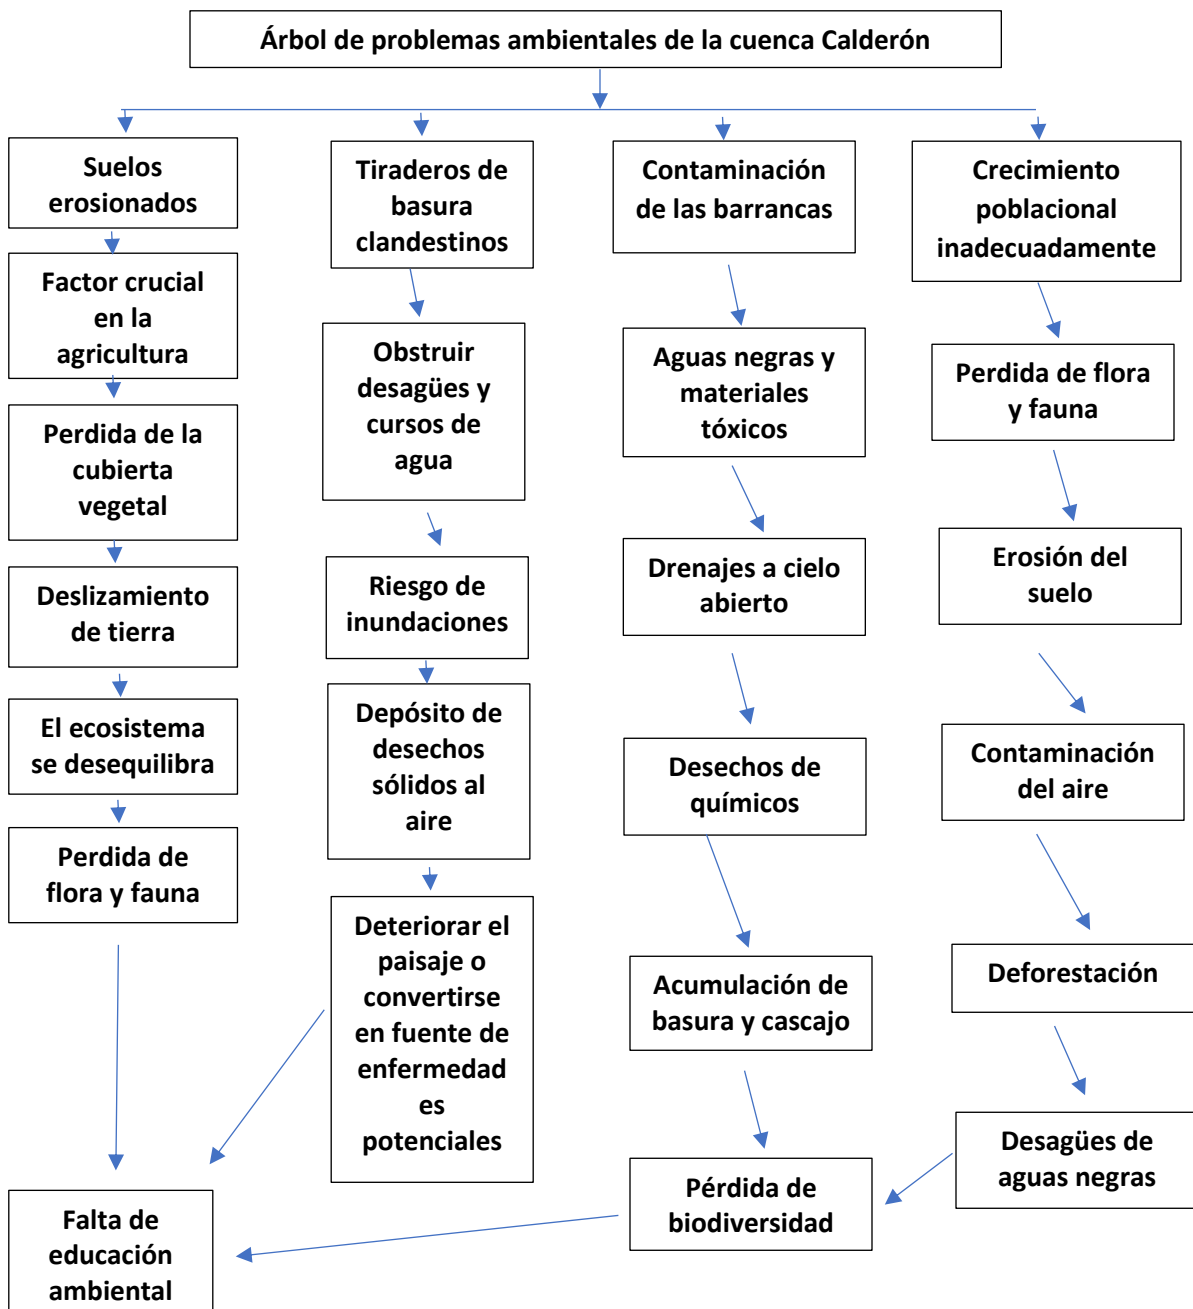 Árbol de problemas ambientales de la cuenca Calderón
Suelos
erosionados
Factor crucial
en la
agricultura
Perdida de la
cubierta
vegetal
Deslizamiento
de tierra
El ecosistema
se desequilibra
Perdida de
flora y fauna
Tiraderos de
basura
clandestinos
Obstruir
desagües y
cursos de
agua
Riesgo de
inundaciones
Depósito de
desechos
sólidos al
aire
Deteriorar el
paisaje o
convertirse
en fuente de
enfermedad
es
potenciales
Contaminación
de las barrancas
Aguas negras y
materiales
tóxicos
Drenajes a cielo
abierto
Desechos de
químicos
Acumulación de
basura y cascajo
Pérdida de
biodiversidad
Crecimiento
poblacional
inadecuadamente
Perdida de flora
y fauna
Erosión del
suelo
Contaminación
del aire
Deforestación
Desagües de
aguas negras
Falta de
educación
ambiental